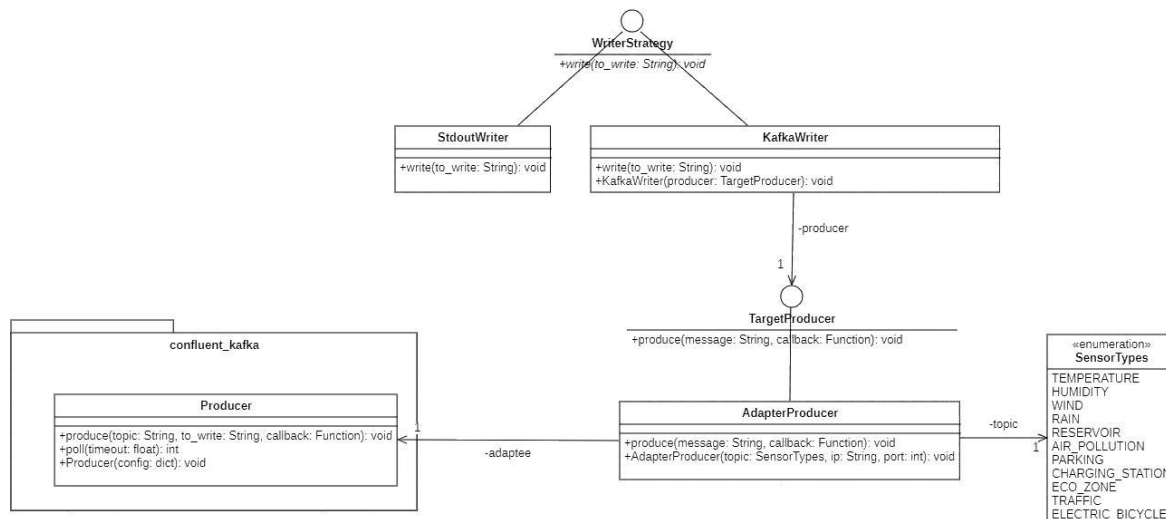 WriterStrategy
+write(to_write: String): void
StdoutWriter
+write(to_write: String): void
KafkaWriter
+write(to_write: String): void
+KafkaWriter(producer: TargetProducer): void
-producer
1
TargetProducer
+produce(message: String, callback: Function): void
confluent_kafka
Producer
+produce(topic: String, to_write: String, callback: Function): void
+poll(timeout: float): int
+Producer(config: dict): void
1
-adaptee
AdapterProducer
+produce(message: String, callback: Function): void
+AdapterProducer(topic: SensorTypes, ip: String, port: int): void
-topic
1
«enumeration»
SensorTypes
TEMPERATURE
HUMIDITY
WIND
RAIN
RESERVOIR
AIR_POLLUTION
PARKING
CHARGING_STATION
ECO_ZONE
TRAFFIC
ELECTRIC_BICYCLE